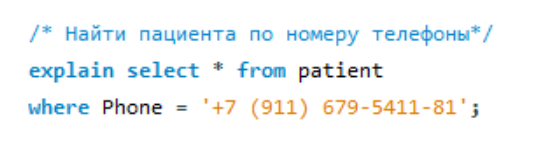 /* Найти пациента по номеру телефоны*/
explain select * from patient
where Phone = '+7 (911) 679-5411-81';